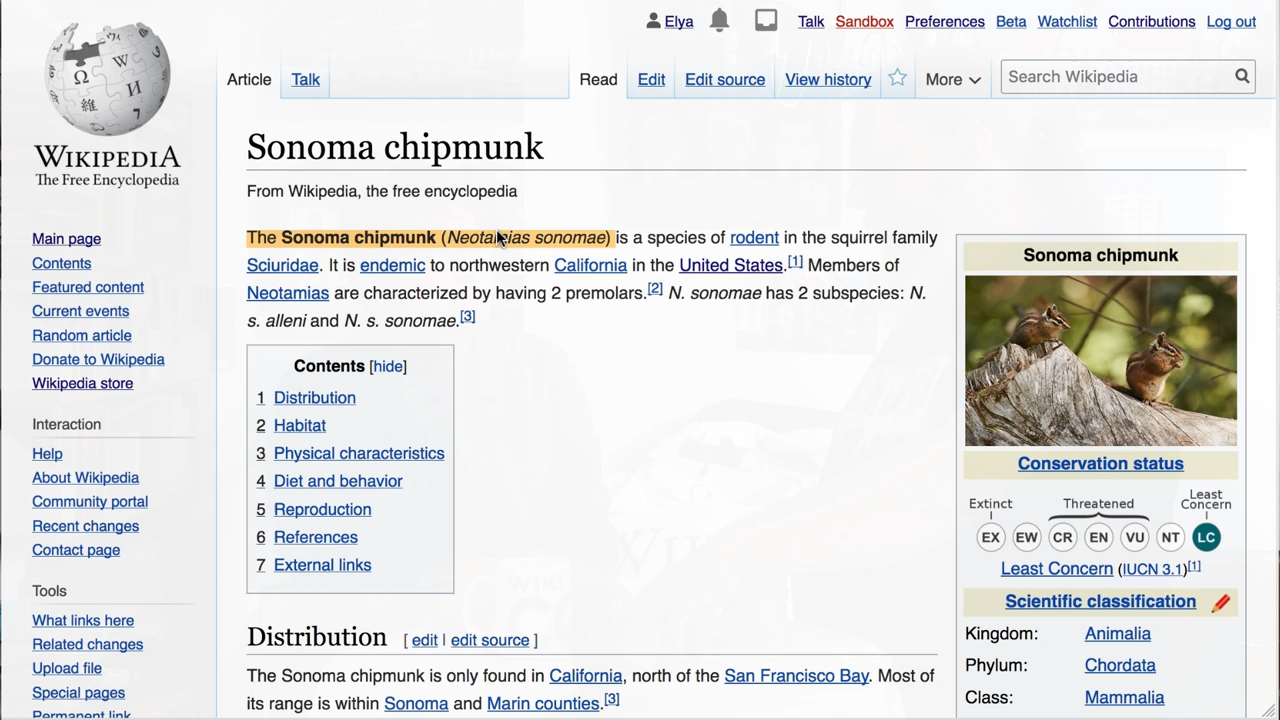 Elya Talk Sandbox Preferences Beta Watchlist Contributions Log out
Article Talk Read Edit Edit source View history More Search Wikipedia
Ω W И 維
WIKIPEDIA
The Free Encyclopedia
Main page
Contents
Featured content
Current events
Random article
Donate to Wikipedia
Wikipedia store
Interaction
Help
About Wikipedia
Community portal
Recent changes
Contact page
Tools
What links here
Related changes
Upload file
Special pages
Permanent link
Sonoma chipmunk
From Wikipedia, the free encyclopedia
The Sonoma chipmunk (Neotamias sonomae) is a species of rodent in the squirrel family
Sciuridae. It is endemic to northwestern California in the United States.[1] Members of
Neotamias are characterized by having 2 premolars.[2] N. sonomae has 2 subspecies: N.
s. alleni and N. s. sonomae.[3]
Contents [hide]
1 Distribution
2 Habitat
3 Physical characteristics
4 Diet and behavior
5 Reproduction
6 References
7 External links
Distribution [ edit | edit source ]
The Sonoma chipmunk is only found in California, north of the San Francisco Bay. Most of
its range is within Sonoma and Marin counties.[3]
Sonoma chipmunk
Conservation status
Extinct Threatened Least
Concern
EX EW CR EN VU NT LC
Least Concern (IUCN 3.1)[1]
Scientific classification
Kingdom: Animalia
Phylum: Chordata
Class: Mammalia